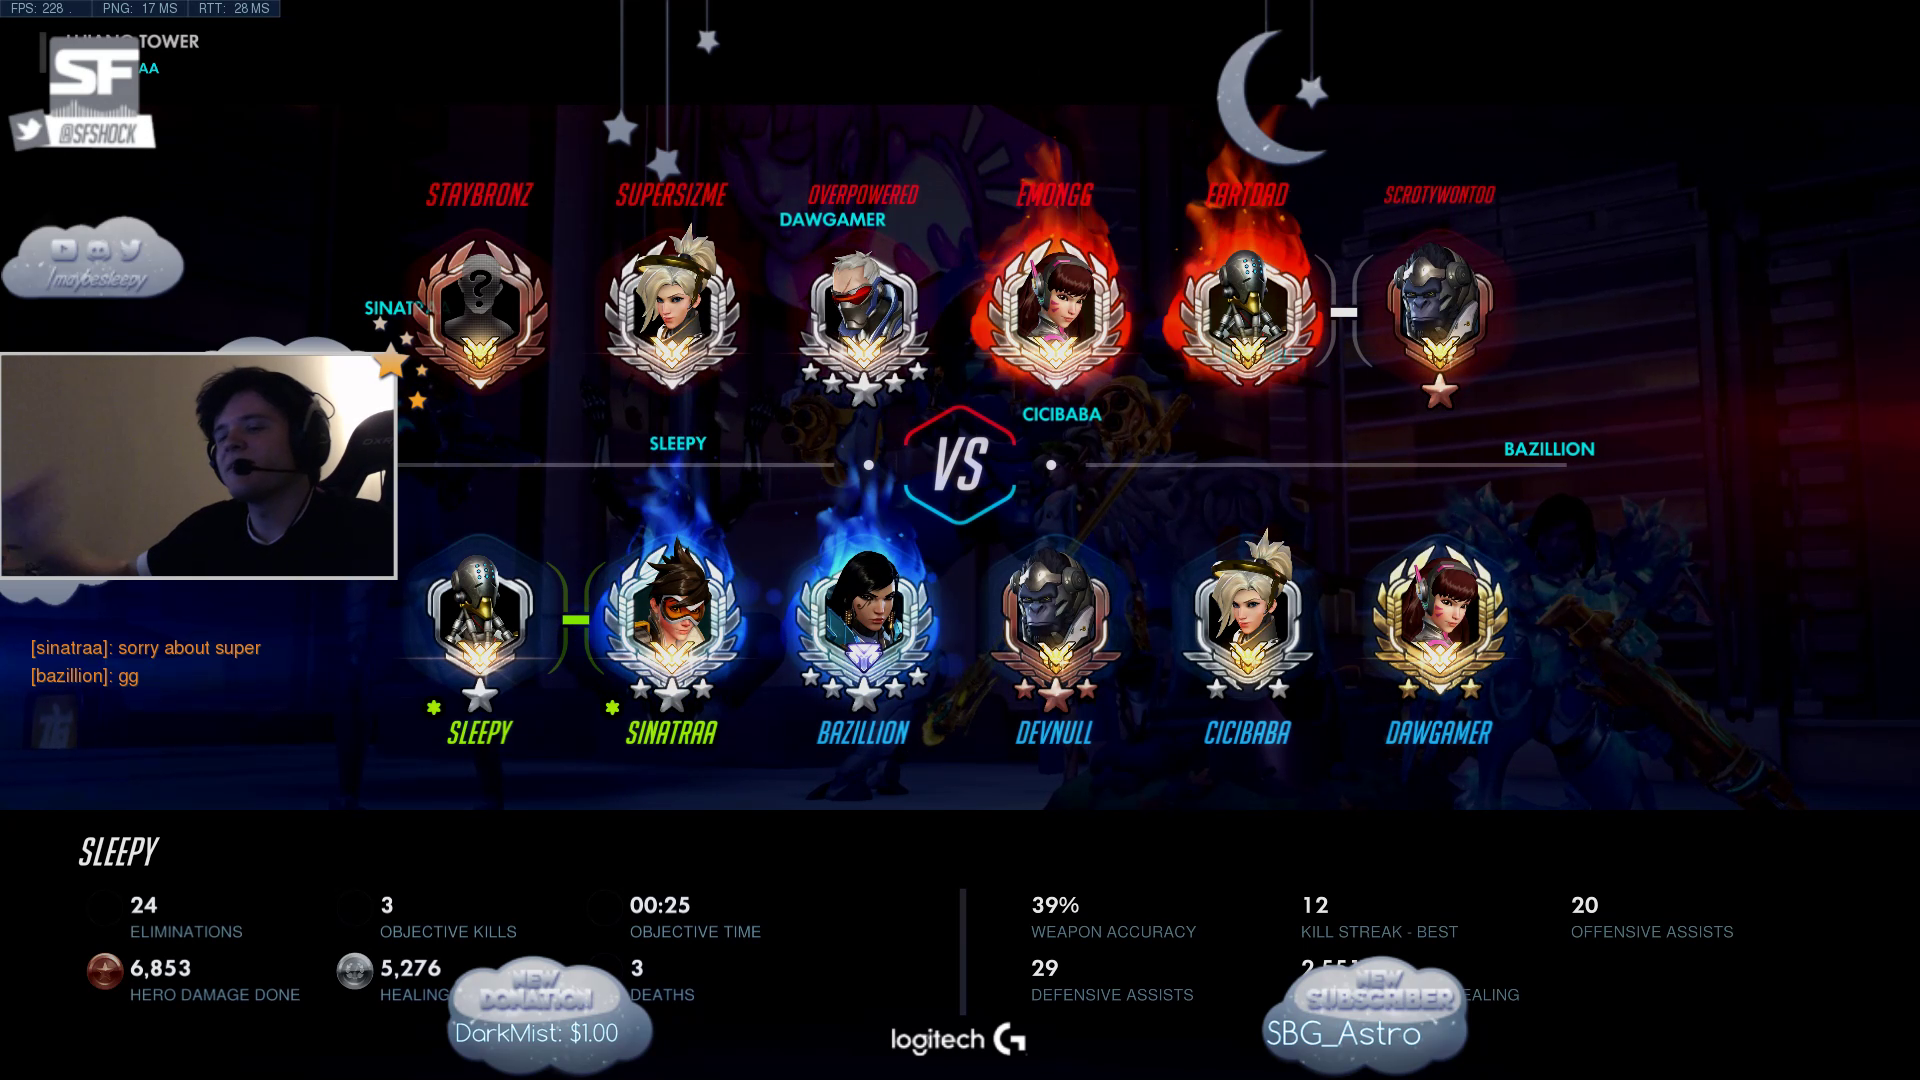 FPS: 228 . PNG: 17 MS RTT: 28 MS
TOWER
AA
SF
@SFSHOCK
/maybesleepy
STAYBRONZ SUPERSIZME OVERPOWERED EMONGG FARTDAD SCROTYWONTOD
DAWGAMER
SINATRA
?
CICIBABA
SLEEPY
VS
BAZILLION
[sinatraa]: sorry about super
[bazillion]: gg
SLEEPY SINATRAA BAZILLION DEVNULL CICIBABA DAWGAMER
SLEEPY
24 3 00:25 39% 12 20
ELIMINATIONS OBJECTIVE KILLS OBJECTIVE TIME WEAPON ACCURACY KILL STREAK - BEST OFFENSIVE ASSISTS
6,853 5,276 3 29
HERO DAMAGE DONE HEALING DEATHS DEFENSIVE ASSISTS EALING
NEW DONATION
DarkMist: $1.00
logitech G
NEW SUBSCRIBER
SBG_Astro